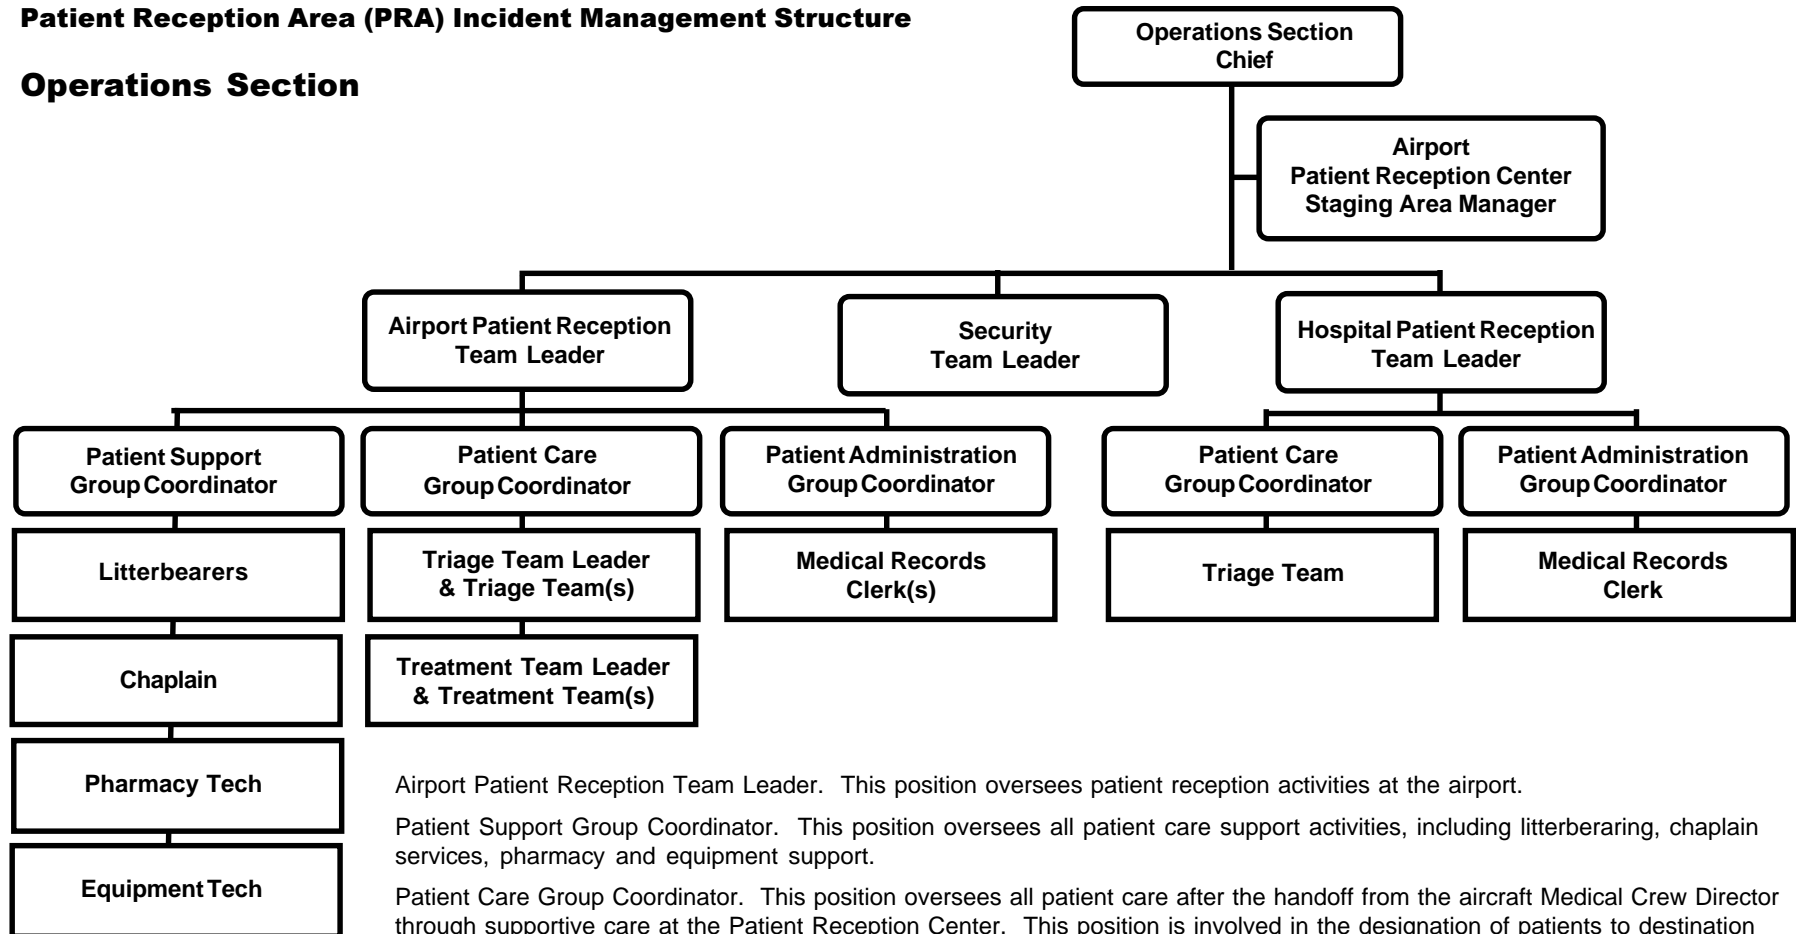 Patient Reception Area (PRA) Incident Management Structure
Operations Section
Operations Section
Chief
Airport
Patient Reception Center
Staging Area Manager
Airport Patient Reception
Team Leader
Security
Team Leader
Hospital Patient Reception
Team Leader
Patient Support
Group Coordinator
Patient Care
Group Coordinator
Patient Administration
Group Coordinator
Patient Care
Group Coordinator
Patient Administration
Group Coordinator
Litterbearers
Triage Team Leader
& Triage Team(s)
Medical Records
Clerk(s)
Triage Team
Medical Records
Clerk
Chaplain
Treatment Team Leader
& Treatment Team(s)
Pharmacy Tech
Equipment Tech
Airport Patient Reception Team Leader. This position oversees patient reception activities at the airport.
Patient Support Group Coordinator. This position oversees all patient care support activities, including litterberaring, chaplain
services, pharmacy and equipment support.
Patient Care Group Coordinator. This position oversees all patient care after the handoff from the aircraft Medical Crew Director
through supportive care at the Patient Reception Center. This position is involved in the designation of patients to destination